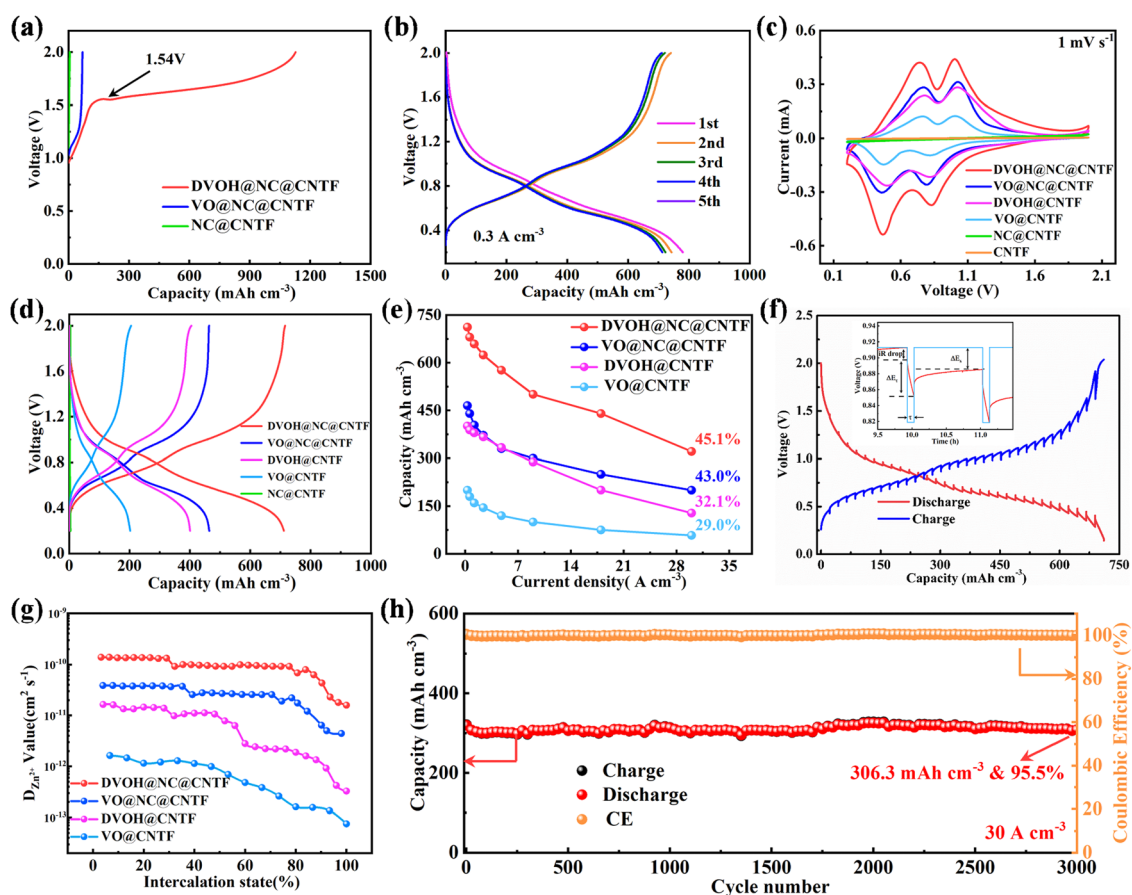 (a)
2.0
1.5
1.0
0.5
0
300
600
900
1200
1500
Voltage (V)
Capacity (mAh cm⁻³)
1.54V
DVOH@NC@CNTF
VO@NC@CNTF
NC@CNTF
(b)
2.0
1.6
1.2
0.8
0.4
0
200
400
600
800
1000
Voltage (V)
Capacity (mAh cm⁻³)
1st
2nd
3rd
4th
5th
0.3 A cm⁻³
(c)
1 mV s⁻¹
0.6
0.3
0.0
-0.3
-0.6
0.1
0.6
1.1
1.6
2.1
Current (mA)
Voltage (V)
DVOH@NC@CNTF
VO@NC@CNTF
DVOH@CNTF
VO@CNTF
NC@CNTF
CNTF
(d)
2.0
1.6
1.2
0.8
0.4
0
200
400
600
800
1000
Voltage (V)
Capacity (mAh cm⁻³)
DVOH@NC@CNTF
VO@NC@CNTF
DVOH@CNTF
VO@CNTF
NC@CNTF
(e)
750
600
450
300
150
0
0
7
14
21
28
35
Capacity (mAh cm⁻³)
Current density( A cm⁻³)
DVOH@NC@CNTF
VO@NC@CNTF
DVOH@CNTF
VO@CNTF
45.1%
43.0%
32.1%
29.0%
(f)
2.5
2.0
1.5
1.0
0.5
0.0
0
150
300
450
600
750
Voltage (V)
Capacity (mAh cm⁻³)
Discharge
Charge
0.94
0.92
0.90
0.88
0.86
0.84
0.82
9.5
10.0
10.5
11.0
Voltage (V)
Time (h)
iR drop
ΔEs
τ
(g)
10⁻⁹
10⁻¹⁰
10⁻¹¹
10⁻¹²
10⁻¹³
0
20
40
60
80
100
D Zn²⁺ Value(cm² s⁻¹)
Intercalation state(%)
DVOH@NC@CNTF
VO@NC@CNTF
DVOH@CNTF
VO@CNTF
(h)
600
500
400
300
200
100
0
0
500
1000
1500
2000
2500
3000
Capacity (mAh cm⁻³)
Cycle number
100
80
60
40
20
0
Coulombic Efficiency (%)
306.3 mAh cm⁻³ & 95.5%
Charge
Discharge
CE
30 A cm⁻³